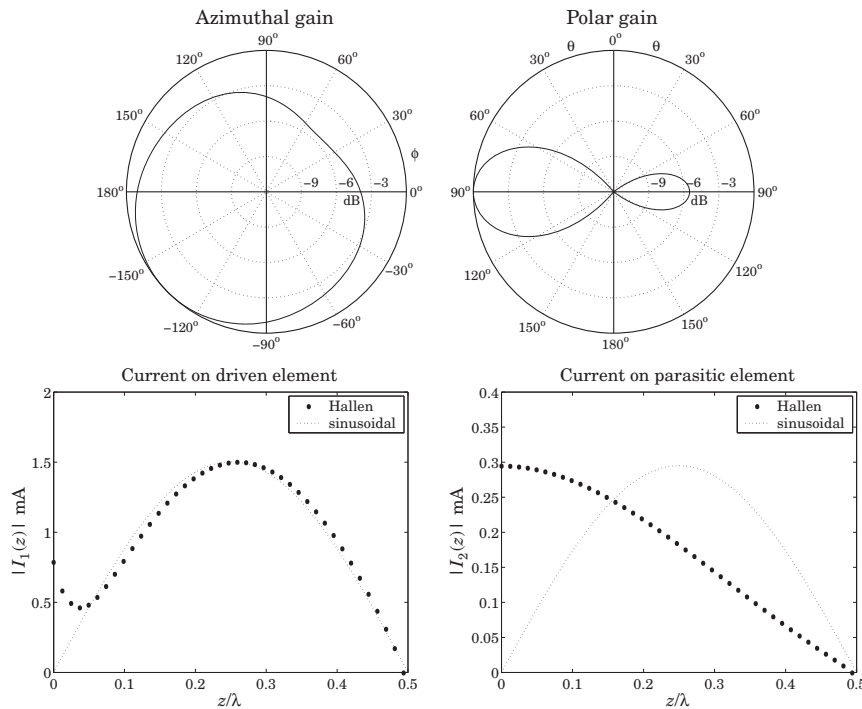 Azimuthal gain
90°
120° 60°
150° 30°
ϕ
180° −9 −6 −3 0°
dB
−150° −30°
−120° −60°
−90°
Polar gain
0°
θ θ
30° 30°
60° 60°
90° −9 −6 −3 90°
dB
120° 120°
150° 150°
180°
Current on driven element
2
1.5
1
0.5
0
0 0.1 0.2 0.3 0.4 0.5
|I₁(z)| mA
z/λ
Hallen
sinusoidal
Current on parasitic element
0.4
0.35
0.3
0.25
0.2
0.15
0.1
0.05
0
0 0.1 0.2 0.3 0.4 0.5
|I₂(z)| mA
z/λ
Hallen
sinusoidal